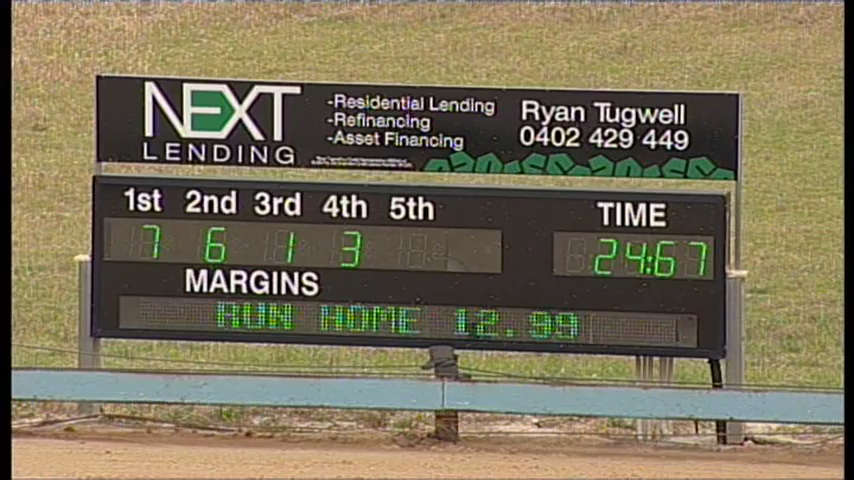 NEXT
LENDING
-Residential Lending
-Refinancing
-Asset Financing
Ryan Tugwell
0402 429 449
1st 2nd 3rd 4th 5th
7 6 1 3
TIME
24:67
MARGINS
RUN HOME 12.99